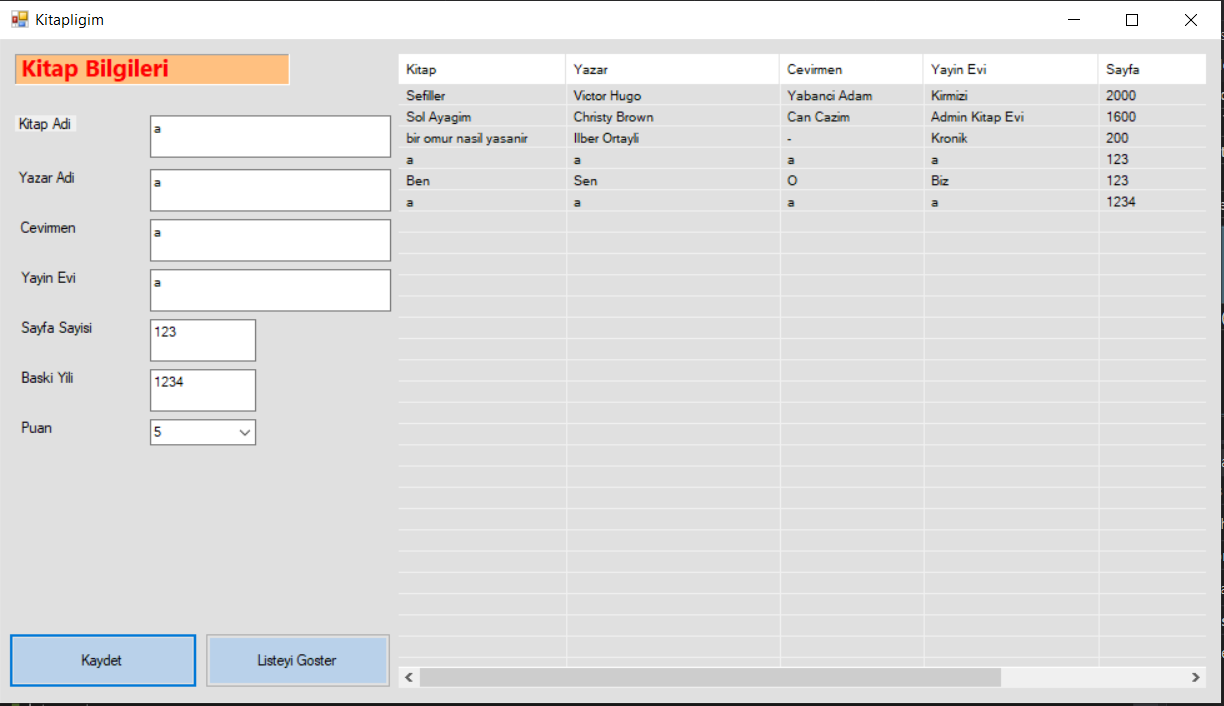 Kitapligim
Kitap Bilgileri
Kitap Adi a
Yazar Adi a
Cevirmen a
Yayin Evi a
Sayfa Sayisi 123
Baski Yili 1234
Puan 5
Kaydet Listeyi Goster
Kitap Yazar Cevirmen Yayin Evi Sayfa
Sefiller Victor Hugo Yabanci Adam Kirmizi 2000
Sol Ayagim Christy Brown Can Cazim Admin Kitap Evi 1600
bir omur nasil yasanir Ilber Ortayli - Kronik 200
a a a a 123
Ben Sen O Biz 123
a a a a 1234